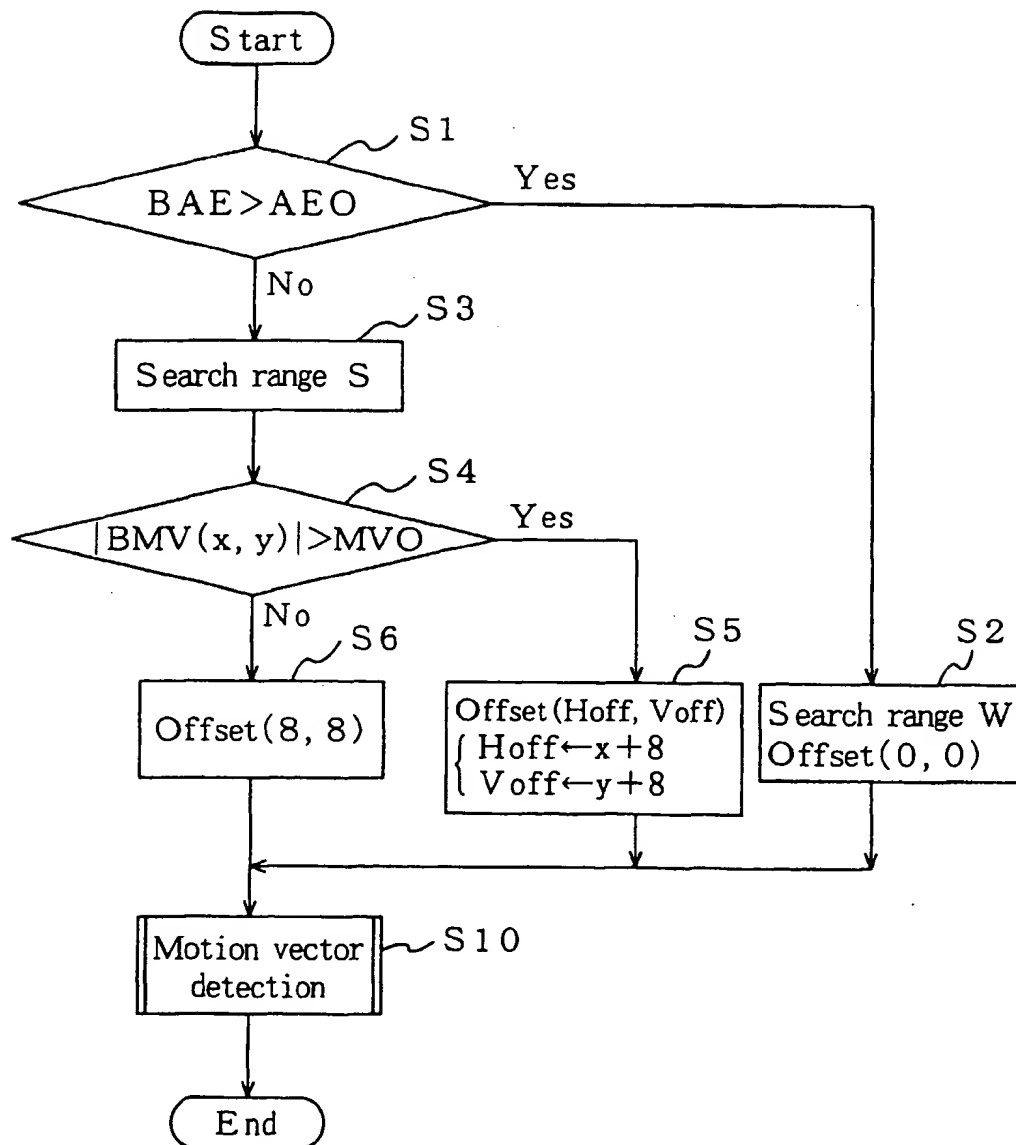 Start
S1
BAE>AEO
Yes
No
S3
Search range S
S4
|BMV(x, y)|>MVO
Yes
No
S6
Offset(8, 8)
S5
Offset(Hoff, Voff)
{ Hoff←x+8
Voff←y+8
S2
Search range W
Offset(0, 0)
S10
Motion vector
detection
End